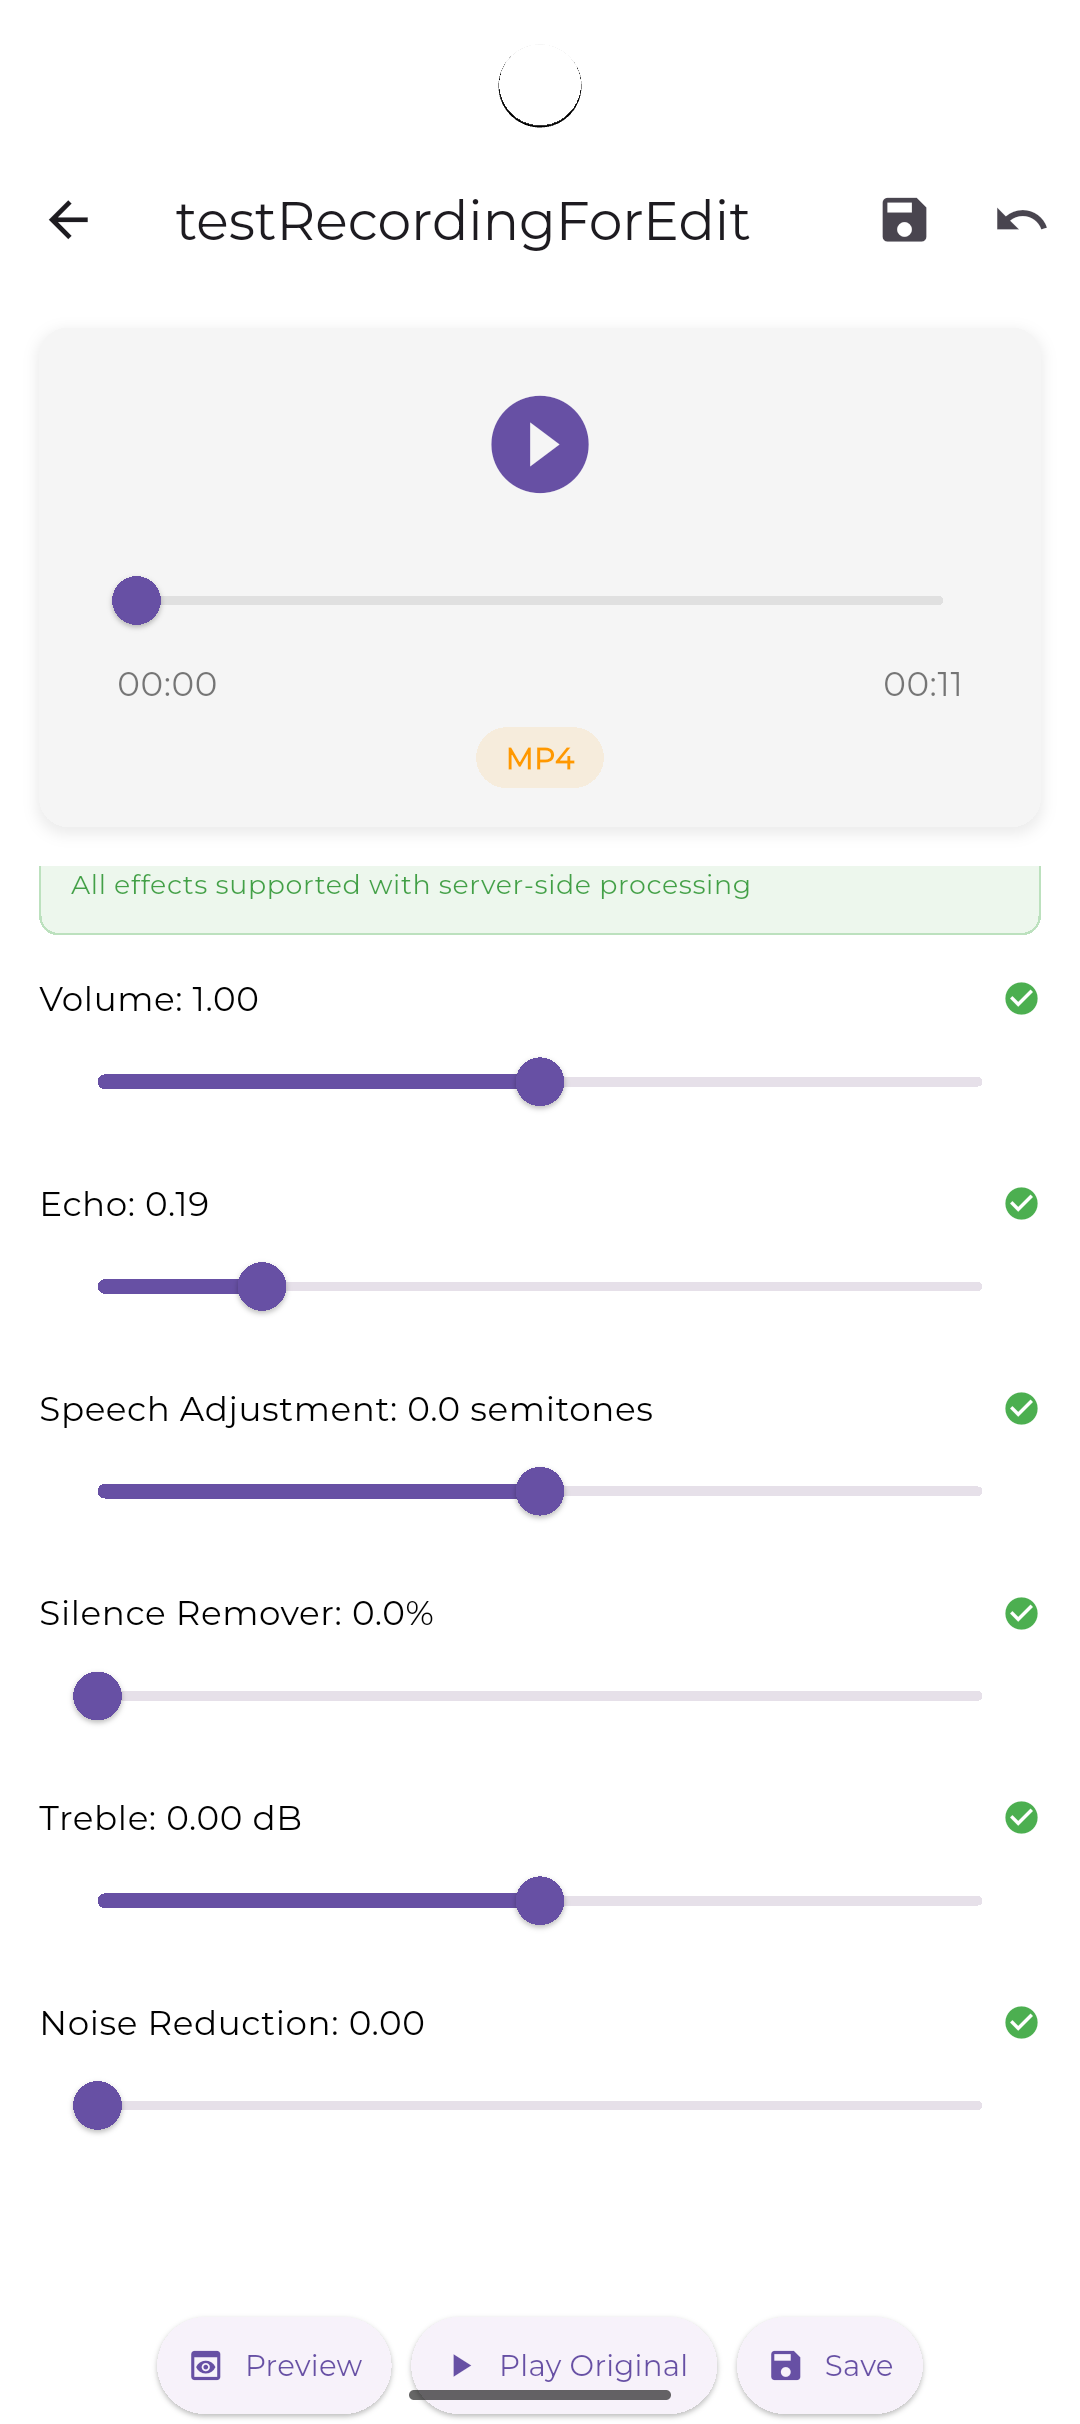 testRecordingForEdit
00:00
00:11
MP4
All effects supported with server-side processing
Volume: 1.00
Echo: 0.19
Speech Adjustment: 0.0 semitones
Silence Remover: 0.0%
Treble: 0.00 dB
Noise Reduction: 0.00
Preview
Play Original
Save